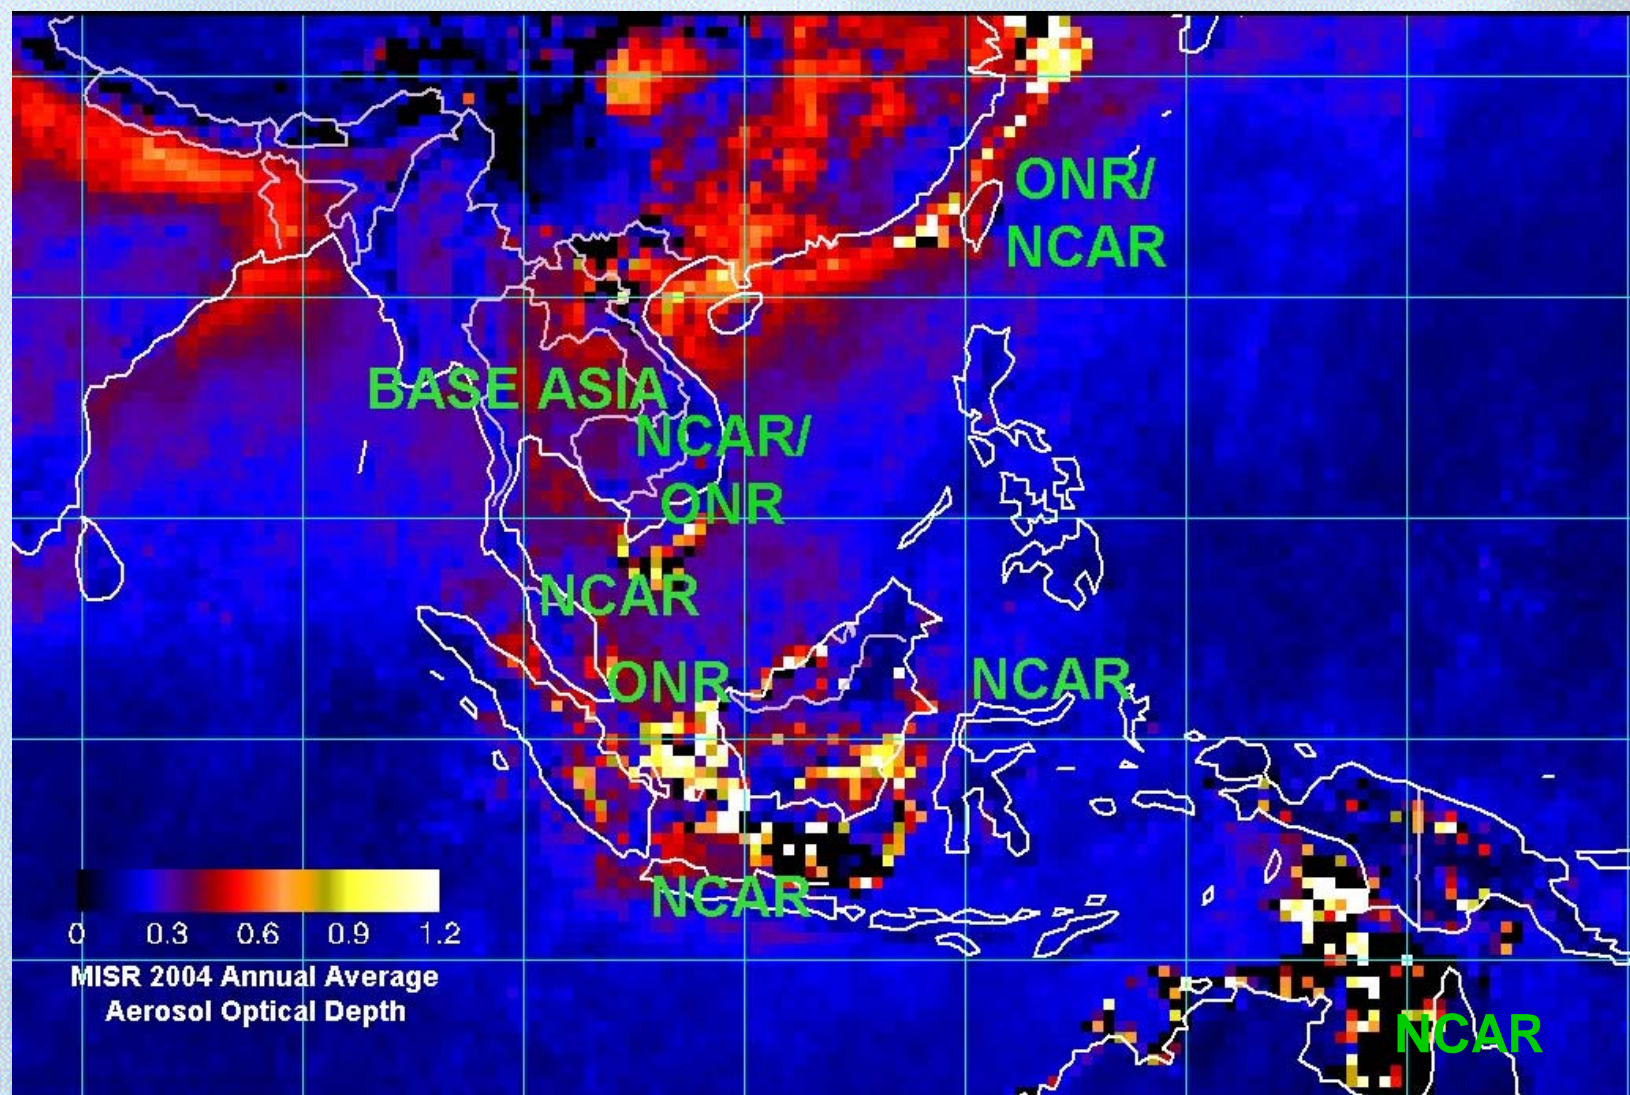 ONR/
NCAR
BASE ASIA
NCAR/
ONR
NCAR
ONR
NCAR
NCAR
0 0.3 0.6 0.9 1.2
MISR 2004 Annual Average
Aerosol Optical Depth
NCAR